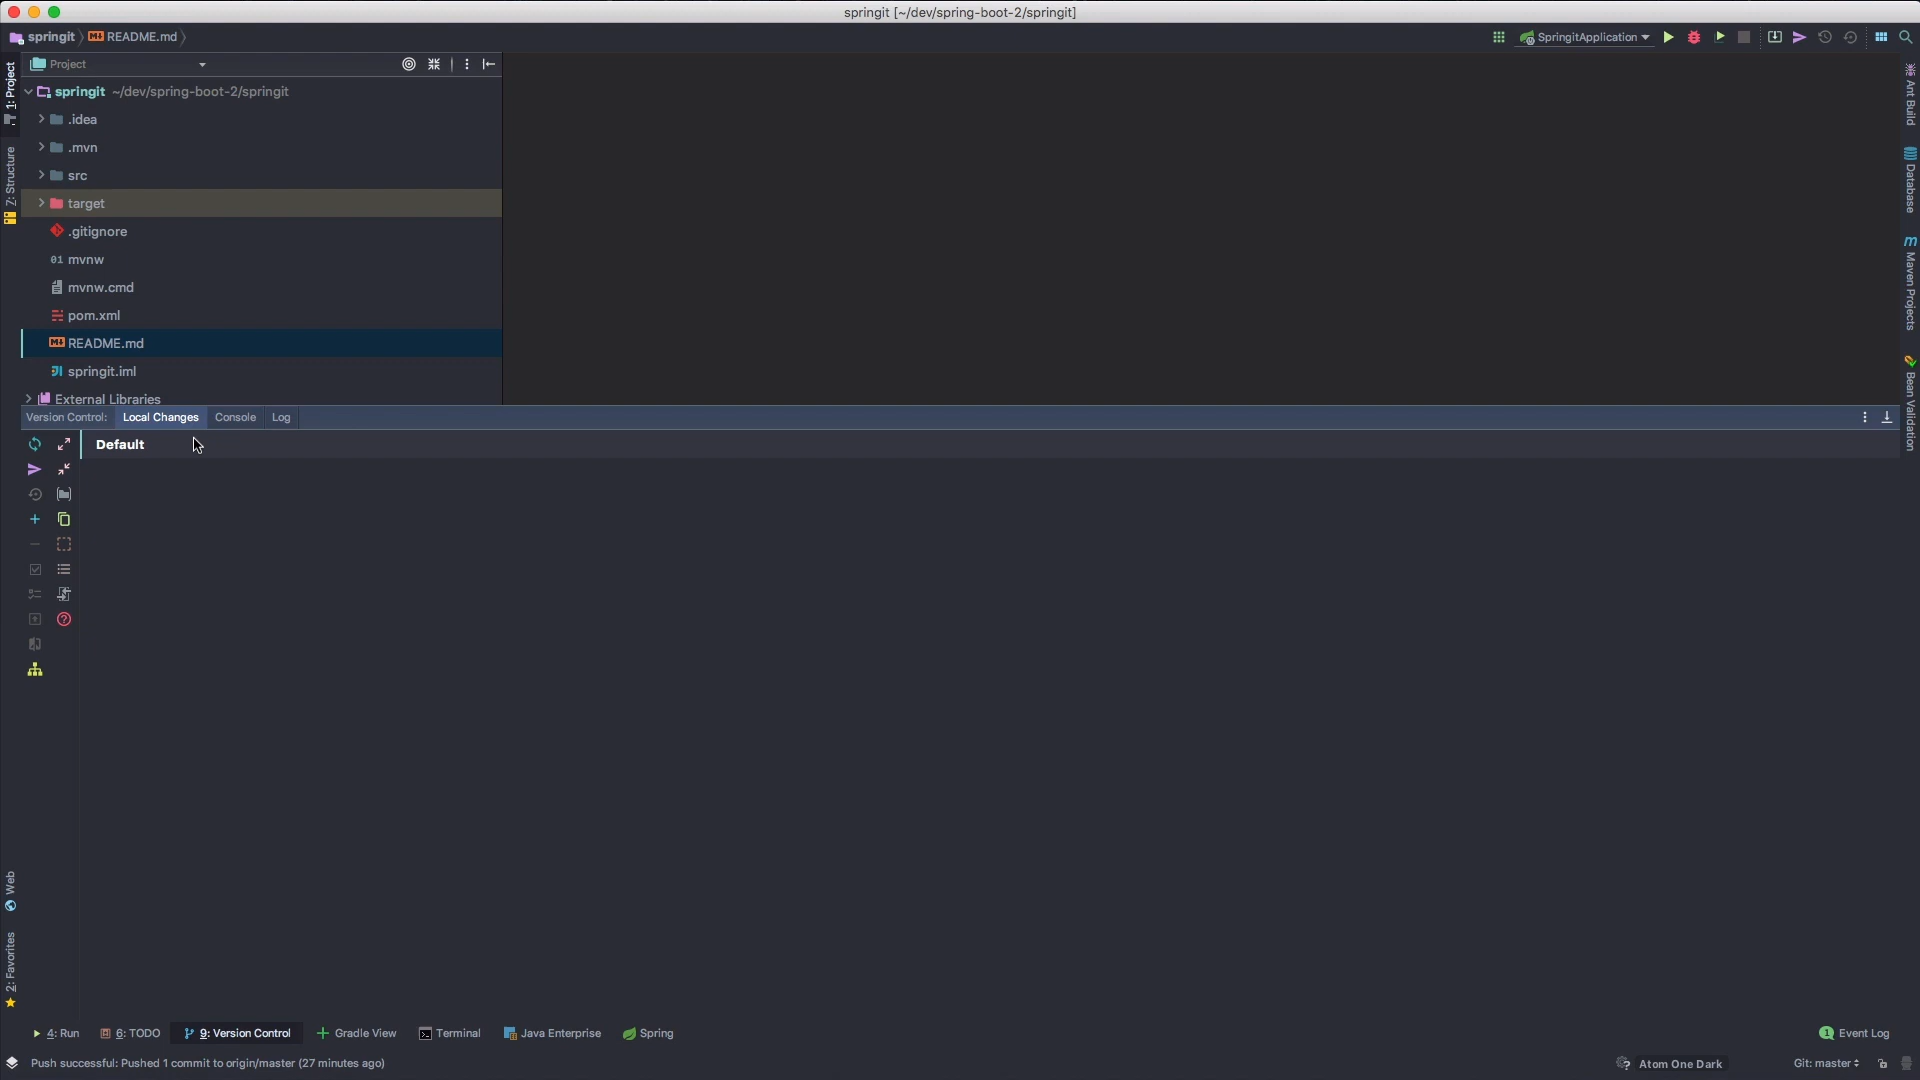 springit [~/dev/spring-boot-2/springit]
springit
README.md
SpringitApplication
Project
1: Project
Z: Structure
Web
2: Favorites
springit ~/dev/spring-boot-2/springit
.idea
.mvn
src
target
.gitignore
01 mvnw
mvnw.cmd
pom.xml
README.md
springit.iml
External Libraries
Ant Build
Database
m Maven Projects
Bean Validation
Version Control: Local Changes Console Log
Default
4: Run 6: TODO 9: Version Control Gradle View Terminal Java Enterprise Spring 1 Event Log
Push successful: Pushed 1 commit to origin/master (27 minutes ago) Atom One Dark Git: master